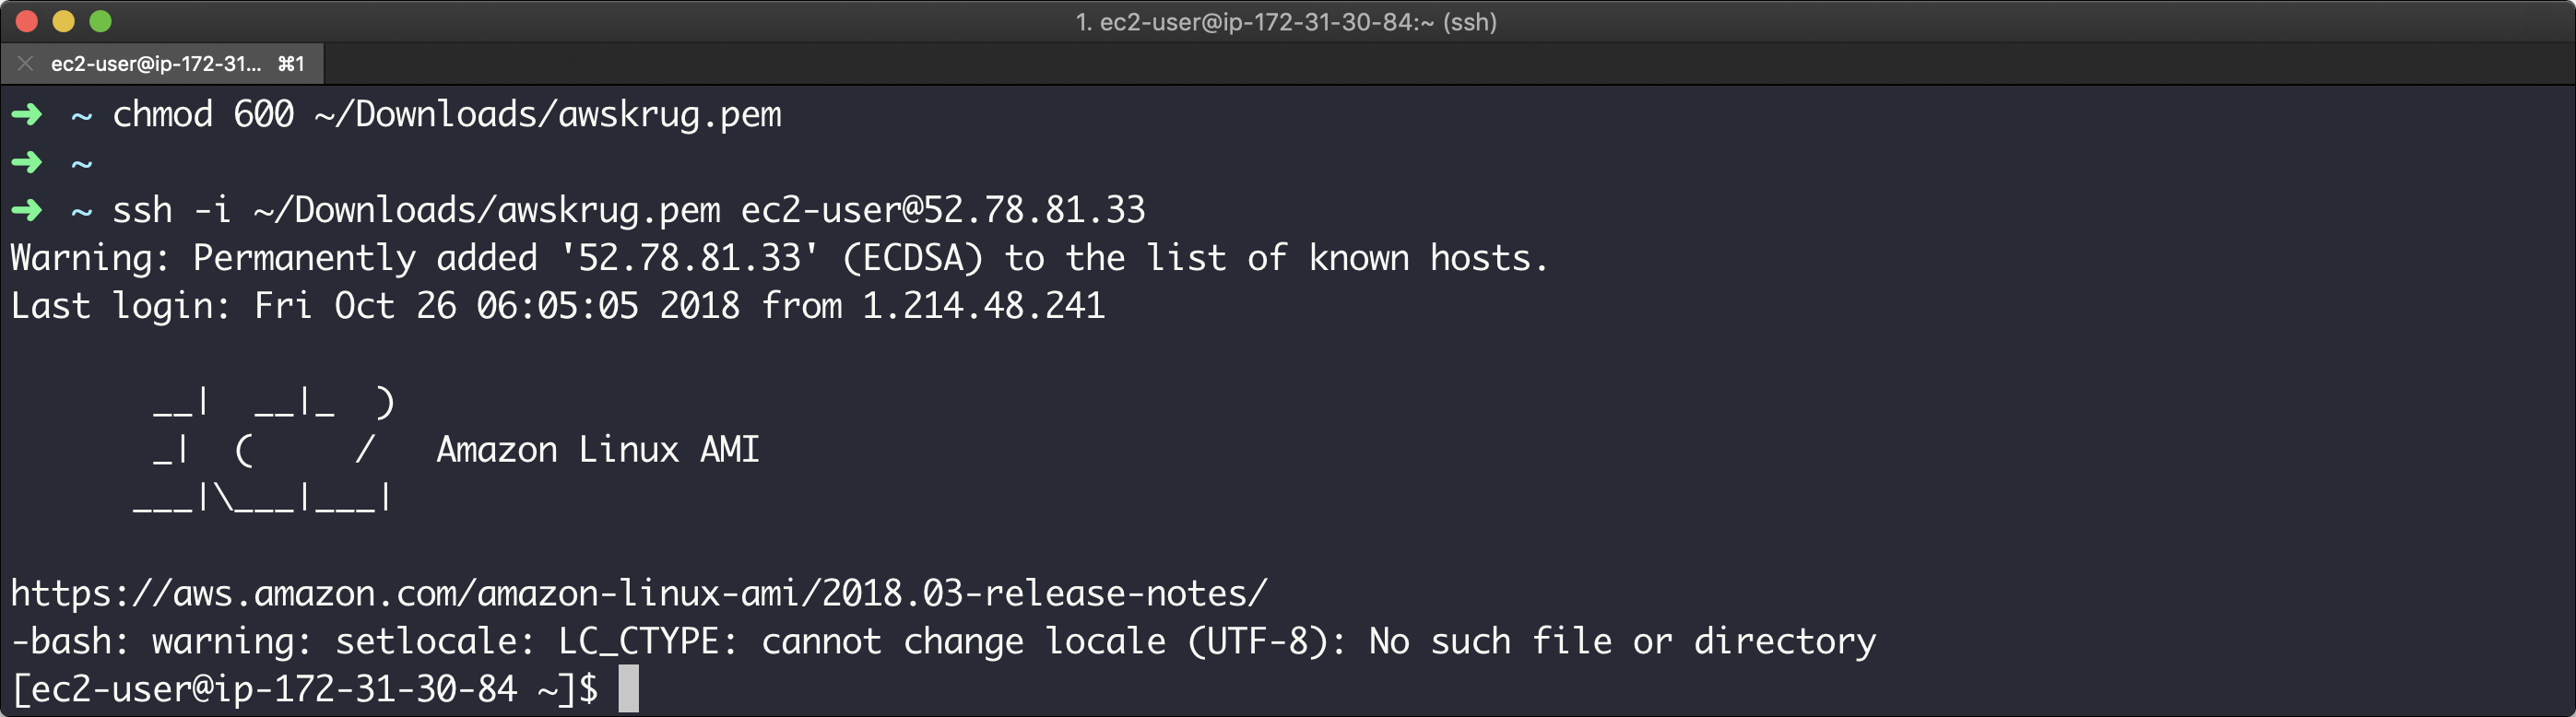 1. ec2-user@ip-172-31-30-84:~ (ssh)
ec2-user@ip-172-31... ⌘1
➜  ~ chmod 600 ~/Downloads/awskrug.pem
➜  ~
➜  ~ ssh -i ~/Downloads/awskrug.pem ec2-user@52.78.81.33
Warning: Permanently added '52.78.81.33' (ECDSA) to the list of known hosts.
Last login: Fri Oct 26 06:05:05 2018 from 1.214.48.241
       __|  __|_  )
       _|  (     /   Amazon Linux AMI
      ___|\___|___|
https://aws.amazon.com/amazon-linux-ami/2018.03-release-notes/
-bash: warning: setlocale: LC_CTYPE: cannot change locale (UTF-8): No such file or directory
[ec2-user@ip-172-31-30-84 ~]$